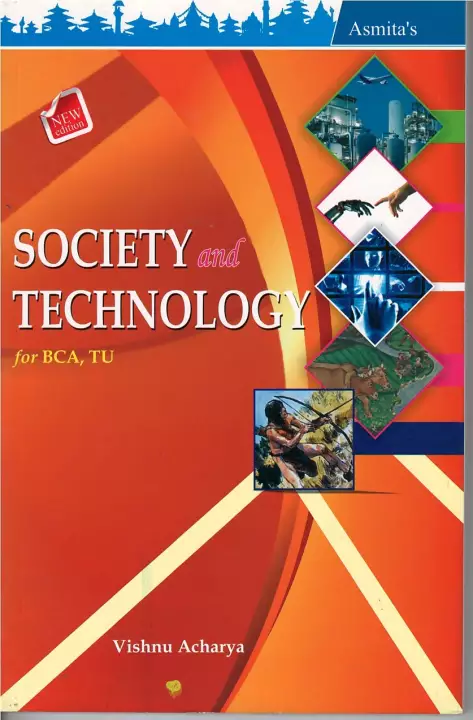 Asmita's
NEW
edition
SOCIETY and
TECHNOLOGY
for BCA, TU
Vishnu Acharya